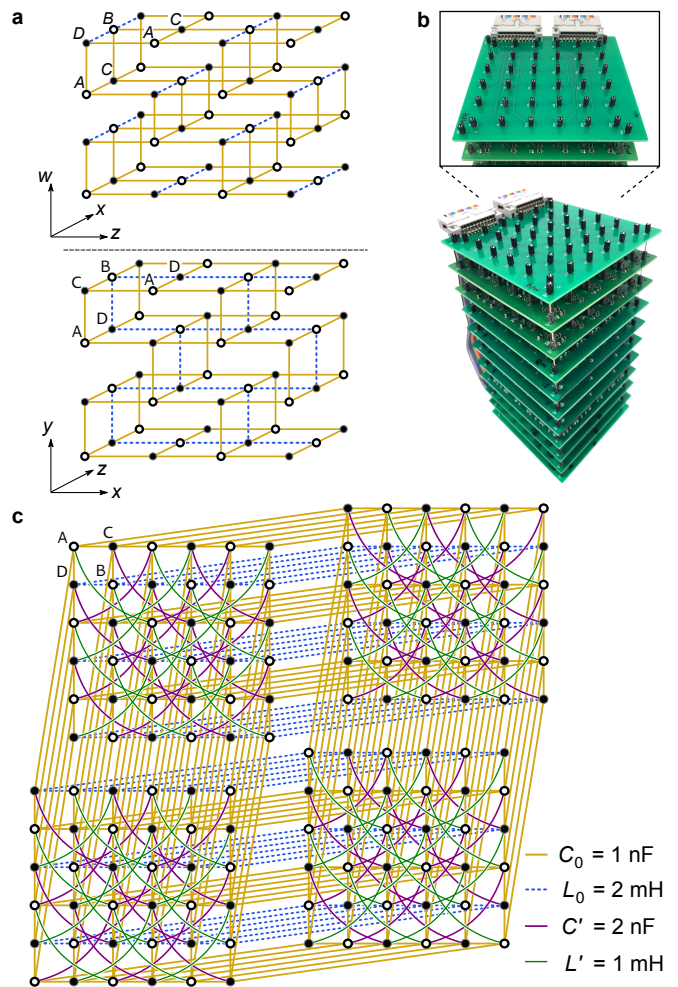 a
b
B
C
D
A
C
A
w
x
z
B
D
C
A
D
A
y
z
x
c
A
C
D
B
C₀ = 1 nF
L₀ = 2 mH
C′ = 2 nF
L′ = 1 mH